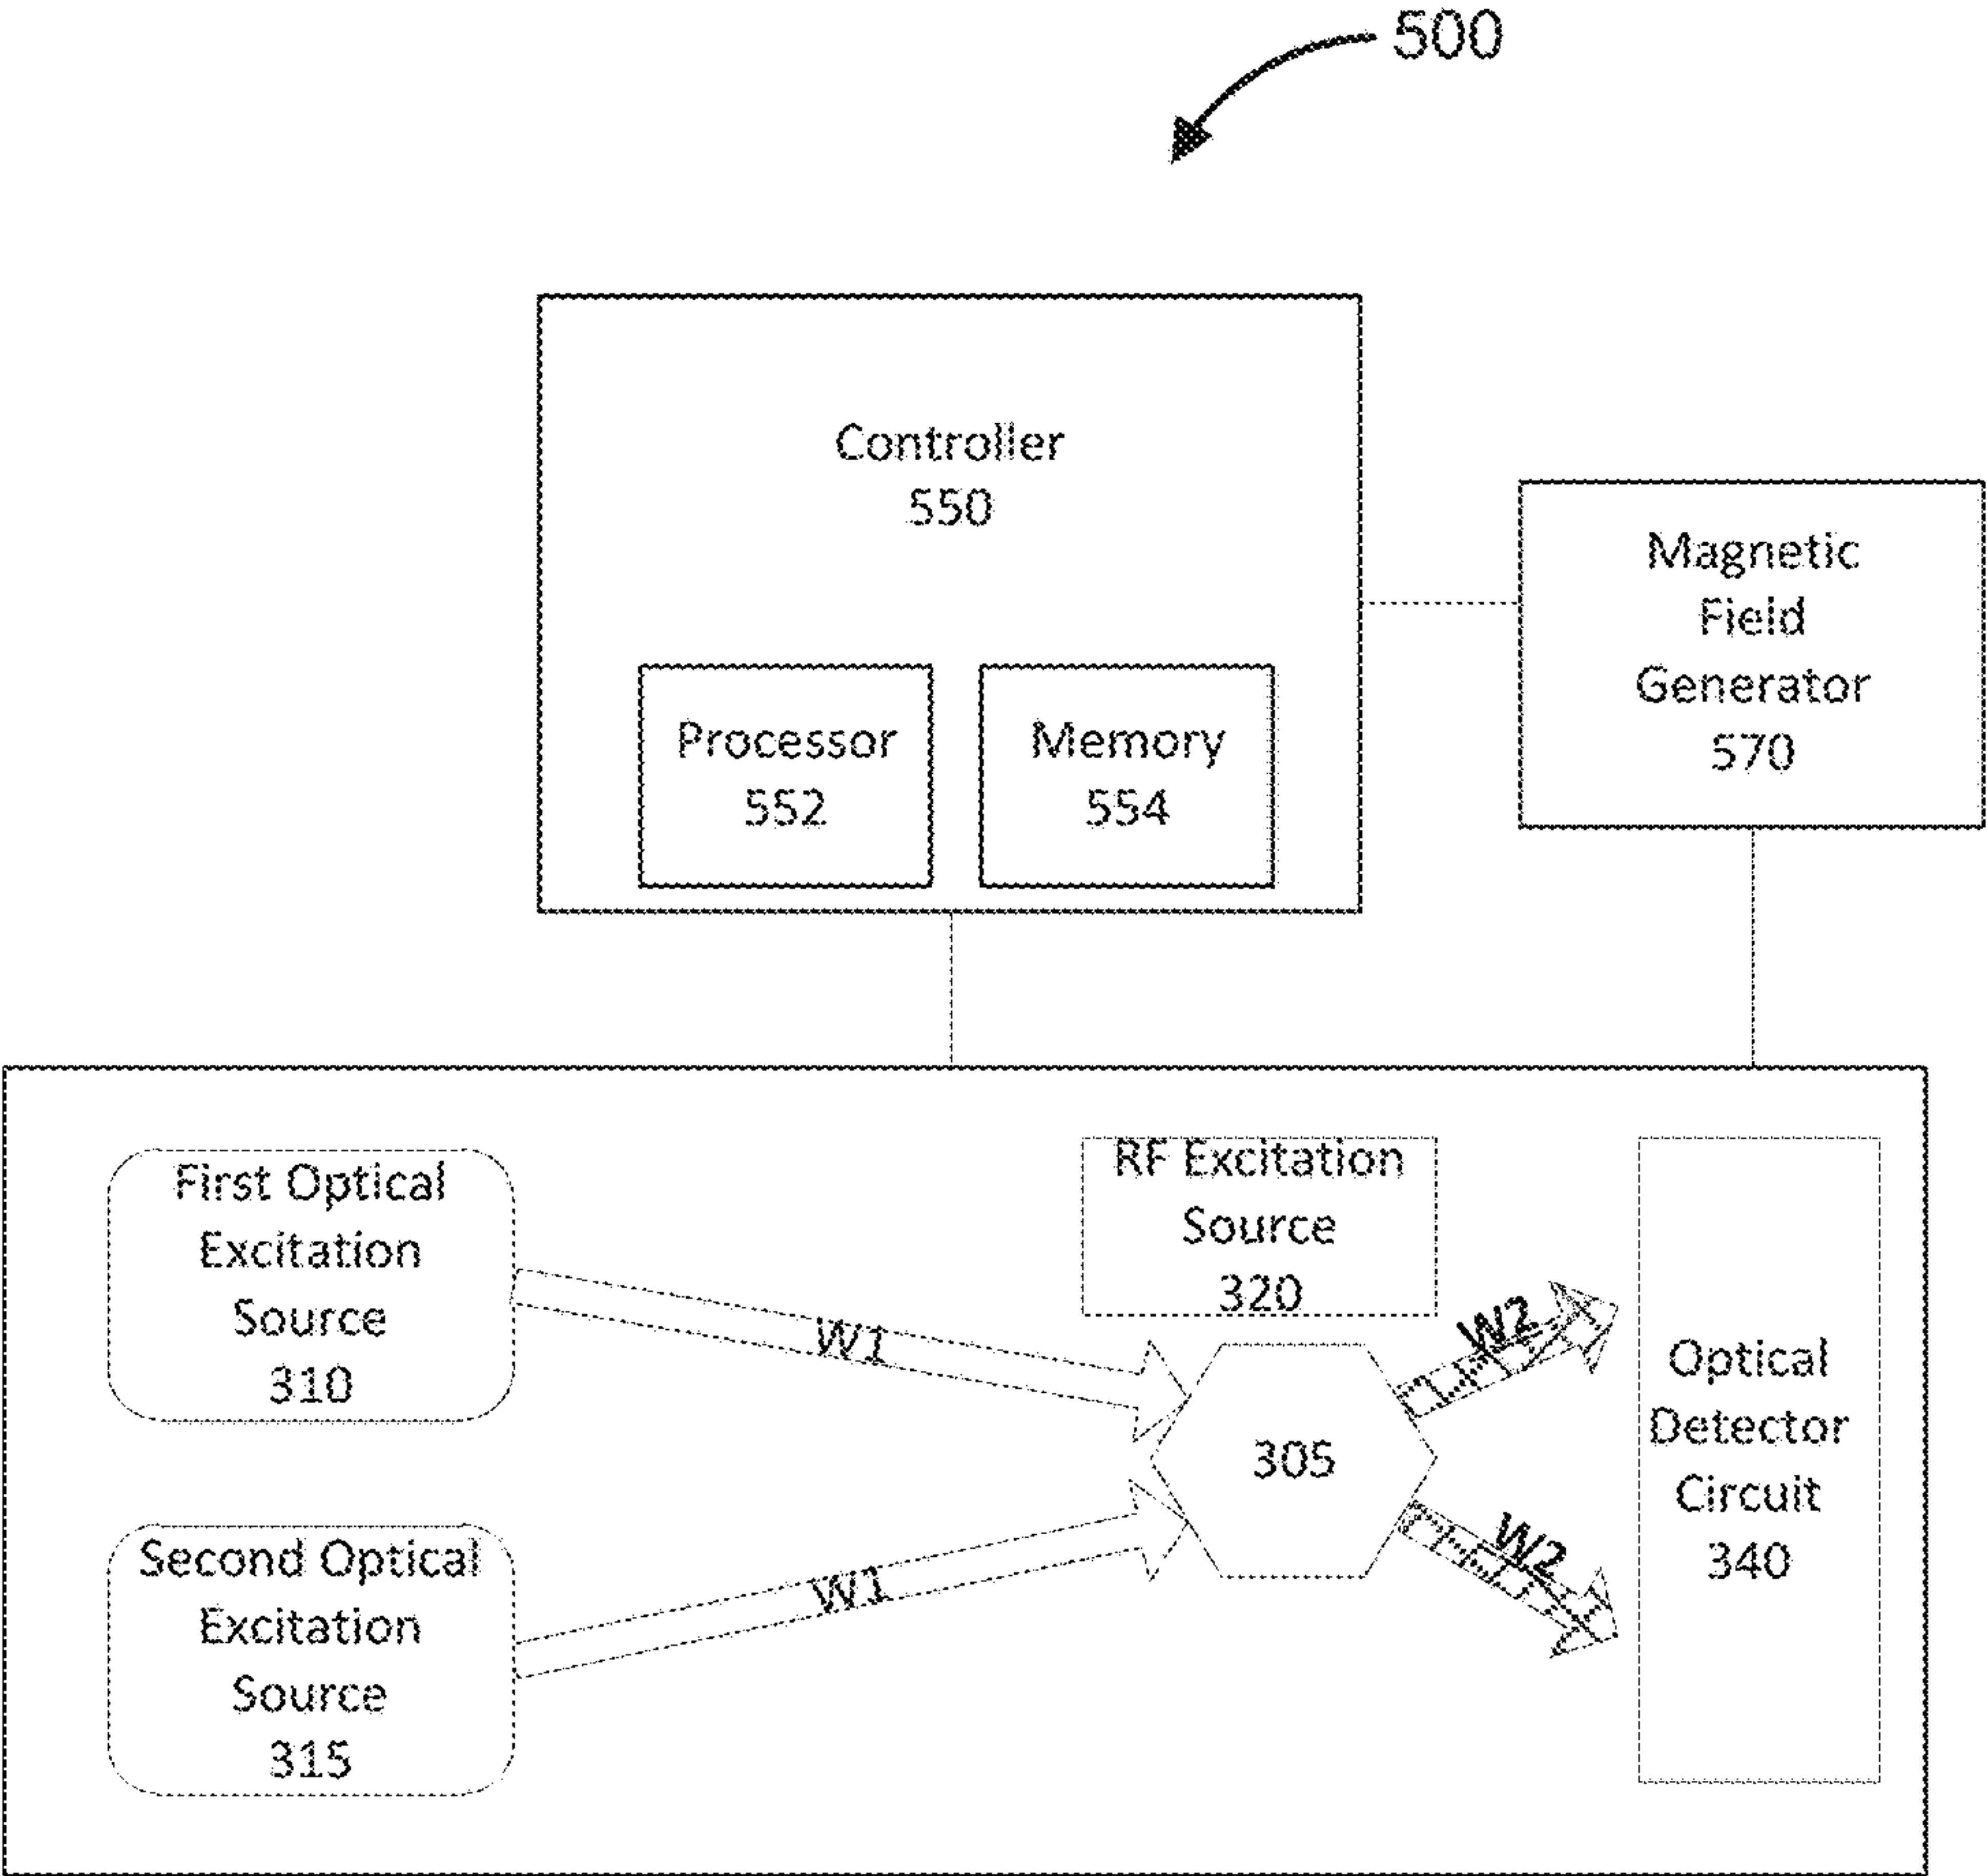 500
Controller
550
Processor
552
Memory
554
Magnetic
Field
Generator
570
First Optical
Excitation
Source
310
W1
RF Excitation
Source
320
W2
305
Optical
Detector
Circuit
340
Second Optical
Excitation
Source
315
W1
W2